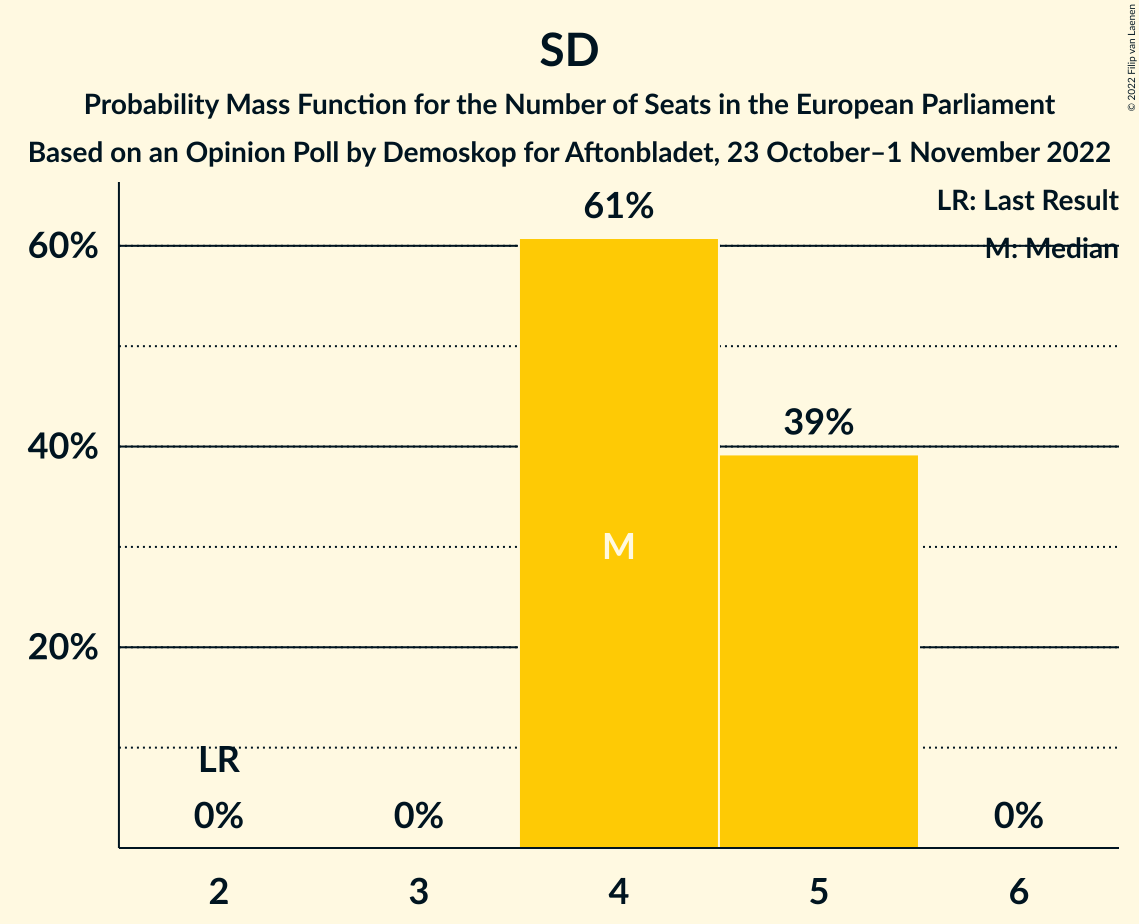 SD
Probability Mass Function for the Number of Seats in the European Parliament
Based on an Opinion Poll by Demoskop for Aftonbladet, 23 October–1 November 2022
© 2022 Filip van Laenen
LR: Last Result
M: Median
60%
40%
20%
61%
39%
M
LR
0%
0%
0%
2 3 4 5 6